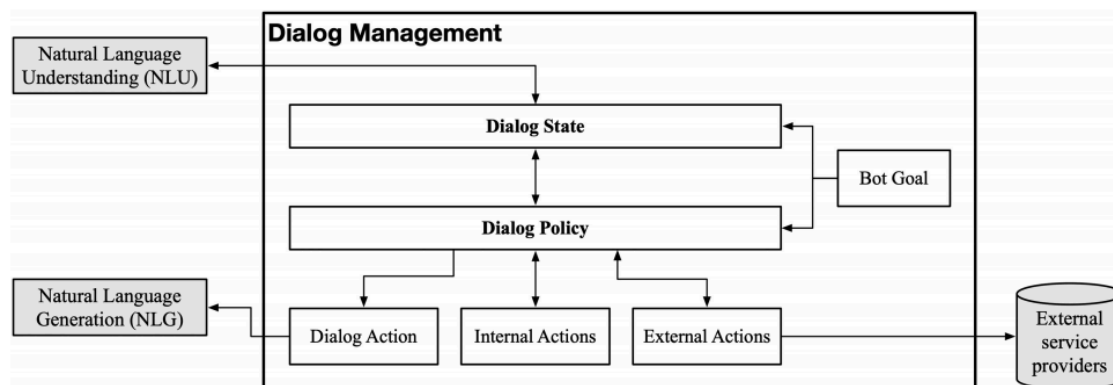 Dialog Management
Natural Language
Understanding (NLU)
Dialog State
Bot Goal
Dialog Policy
Natural Language
Generation (NLG)
Dialog Action
Internal Actions
External Actions
External
service
providers